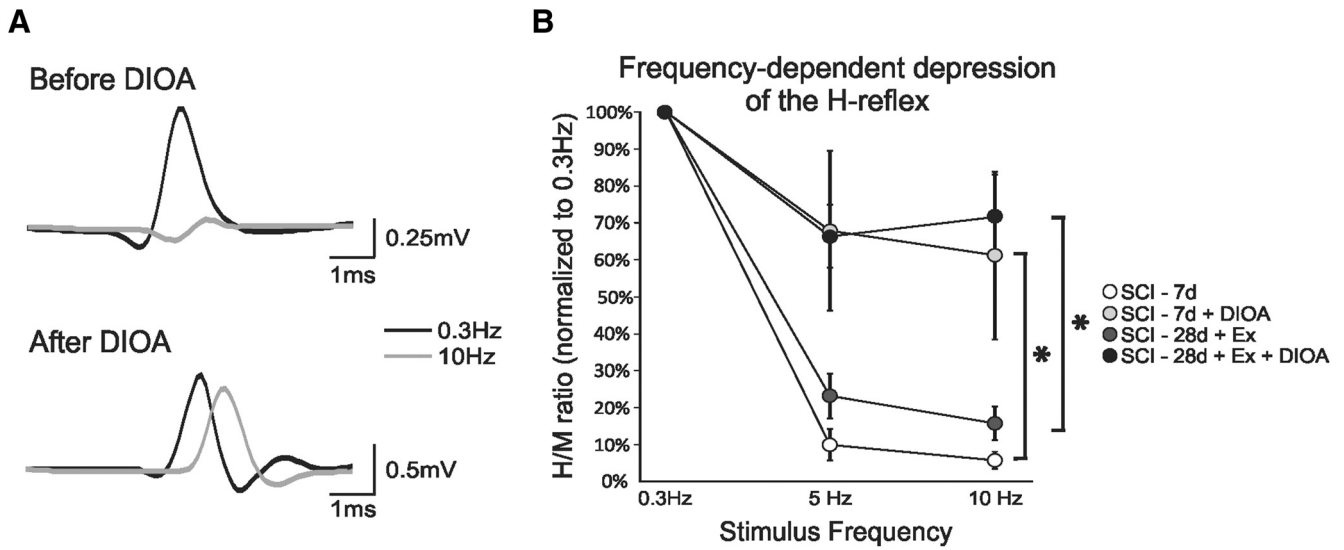 A
Before DIOA
0.25mV
1ms
After DIOA
0.3Hz
10Hz
0.5mV
1ms
B
Frequency-dependent depression
of the H-reflex
H/M ratio (normalized to 0.3Hz)
100%
90%
80%
70%
60%
50%
40%
30%
20%
10%
0%
0.3Hz
5 Hz
10 Hz
Stimulus Frequency
*
*
SCI - 7d
SCI - 7d + DIOA
SCI - 28d + Ex
SCI - 28d + Ex + DIOA